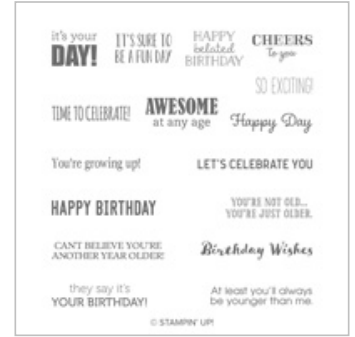 it's your
DAY!
IT'S SURE TO
BE A FUN DAY
HAPPY
belated
BIRTHDAY
CHEERS
To you
SO EXCITING!
TIME TO CELEBRATE!
AWESOME
at any age
Happy Day
You're growing up!
LET'S CELEBRATE YOU
HAPPY BIRTHDAY
YOU'RE NOT OLD...
YOU'RE JUST OLDER.
CAN'T BELIEVE YOU'RE
ANOTHER YEAR OLDER!
Birthday Wishes
they say it's
YOUR BIRTHDAY!
At least you'll always
be younger than me.
© STAMPIN' UP!